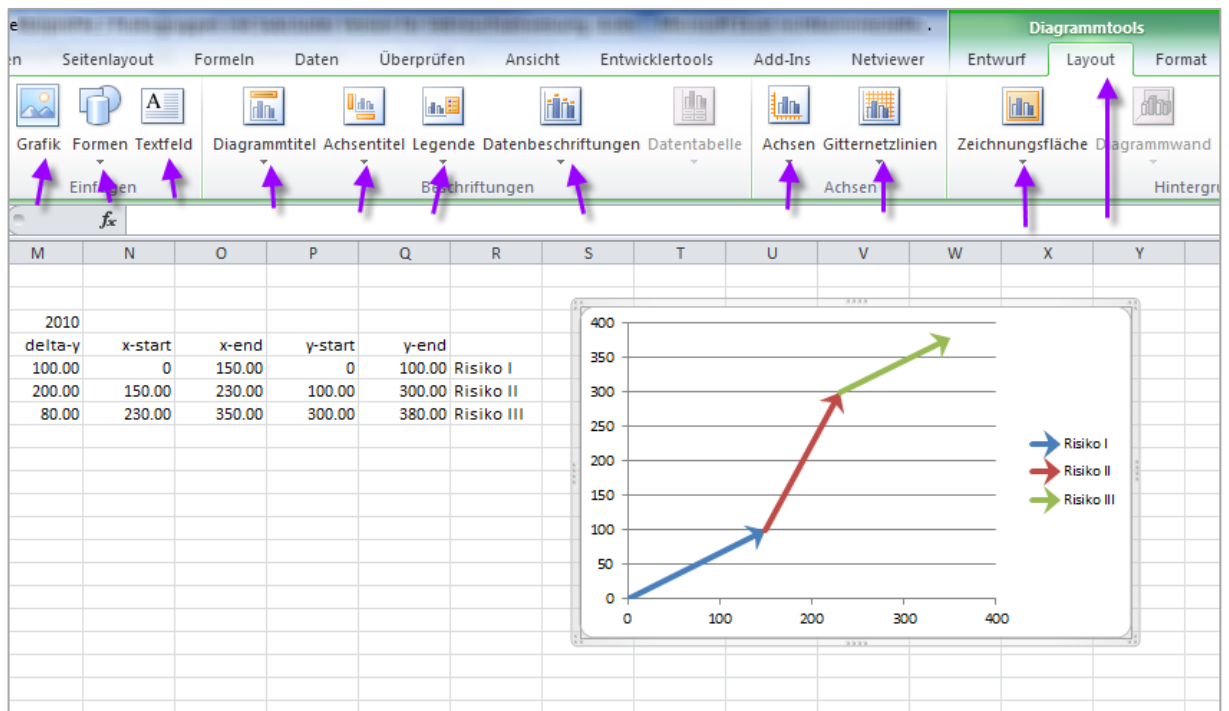 e
Diagrammtools
en Seitenlayout Formeln Daten Überprüfen Ansicht Entwicklertools Add-Ins Netviewer Entwurf Layout Format
A
Grafik Formen Textfeld Diagrammtitel Achsentitel Legende Datenbeschriftungen Datentabelle Achsen Gitternetzlinien Zeichnungsfläche Diagrammwand
Einfügen Beschriftungen Achsen Hintergru
fx
M N O P Q R S T U V W X Y
2010
delta-y x-start x-end y-start y-end
100.00 0 150.00 0 100.00 Risiko I
200.00 150.00 230.00 100.00 300.00 Risiko II
80.00 230.00 350.00 300.00 380.00 Risiko III
400
350
300
250
200
150
100
50
0
0 100 200 300 400
Risiko I
Risiko II
Risiko III